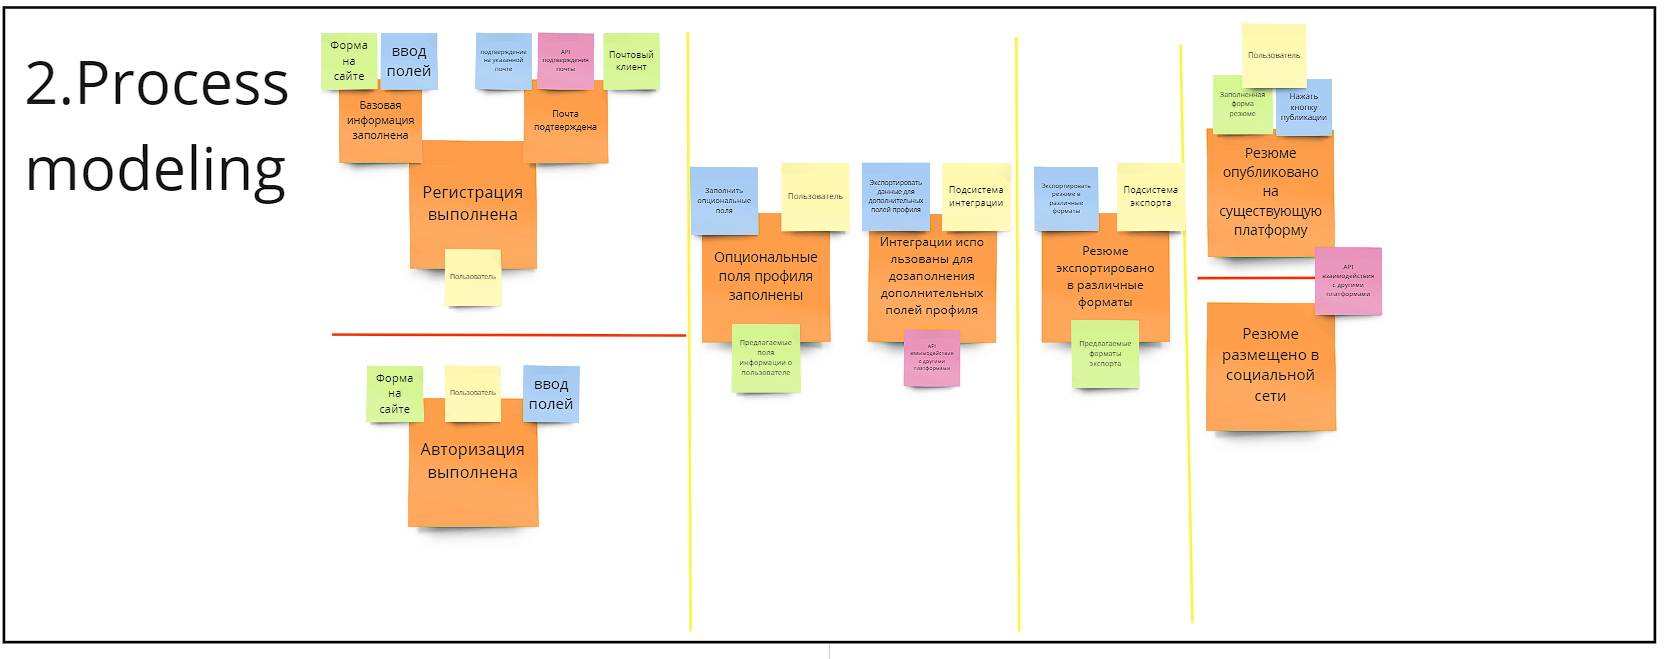 2.Process
modeling
Форма
на
сайте
ввод
полей
подтверждение
на указанной
почте
API
подтверждения
почты
Почтовый
клиент
Базовая
информация
заполнена
Почта
подтверждена
Регистрация
выполнена
Пользователь
Форма
на
сайте
Пользователь
ввод
полей
Авторизация
выполнена
Заполнить
опциональные
поля
Пользователь
Опциональные
поля профиля
заполнены
Предлагаемые
поля
информации о
пользователе
Экспортировать
данные для
дополнительных
полей профиля
Подсистема
интеграции
Интеграции испо
льзованы для
дозаполнения
дополнительных
полей профиля
API
взаимодействия
с другими
платформами
Экспортировать
резюме в
различные
форматы
Подсистема
экспорта
Резюме
экспортировано
в различные
форматы
Предлагаемые
форматы
экспорта
Пользователь
Заполненная
форма
резюме
Нажать
кнопку
публикации
Резюме
опубликовано
на
существующую
платформу
API
взаимодействия
с другими
платформами
Резюме
размещено в
социальной
сети